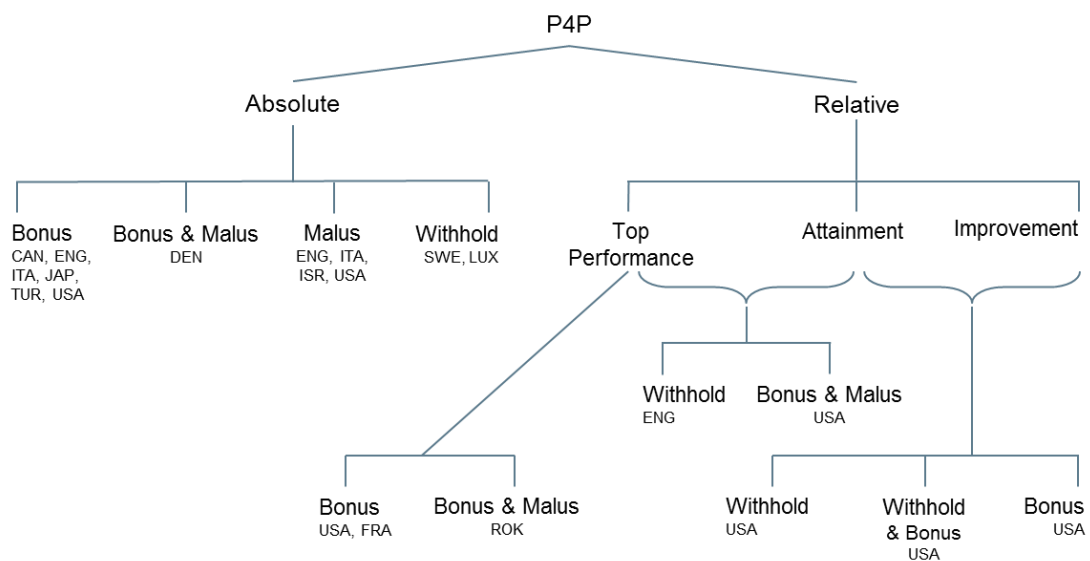 P4P
Absolute
Relative
Bonus
CAN, ENG,
ITA, JAP,
TUR, USA
Bonus & Malus
DEN
Malus
ENG, ITA,
ISR, USA
Withhold
SWE, LUX
Top
Performance
Attainment
Improvement
Withhold
ENG
Bonus & Malus
USA
Bonus
USA, FRA
Bonus & Malus
ROK
Withhold
USA
Withhold
& Bonus
USA
Bonus
USA